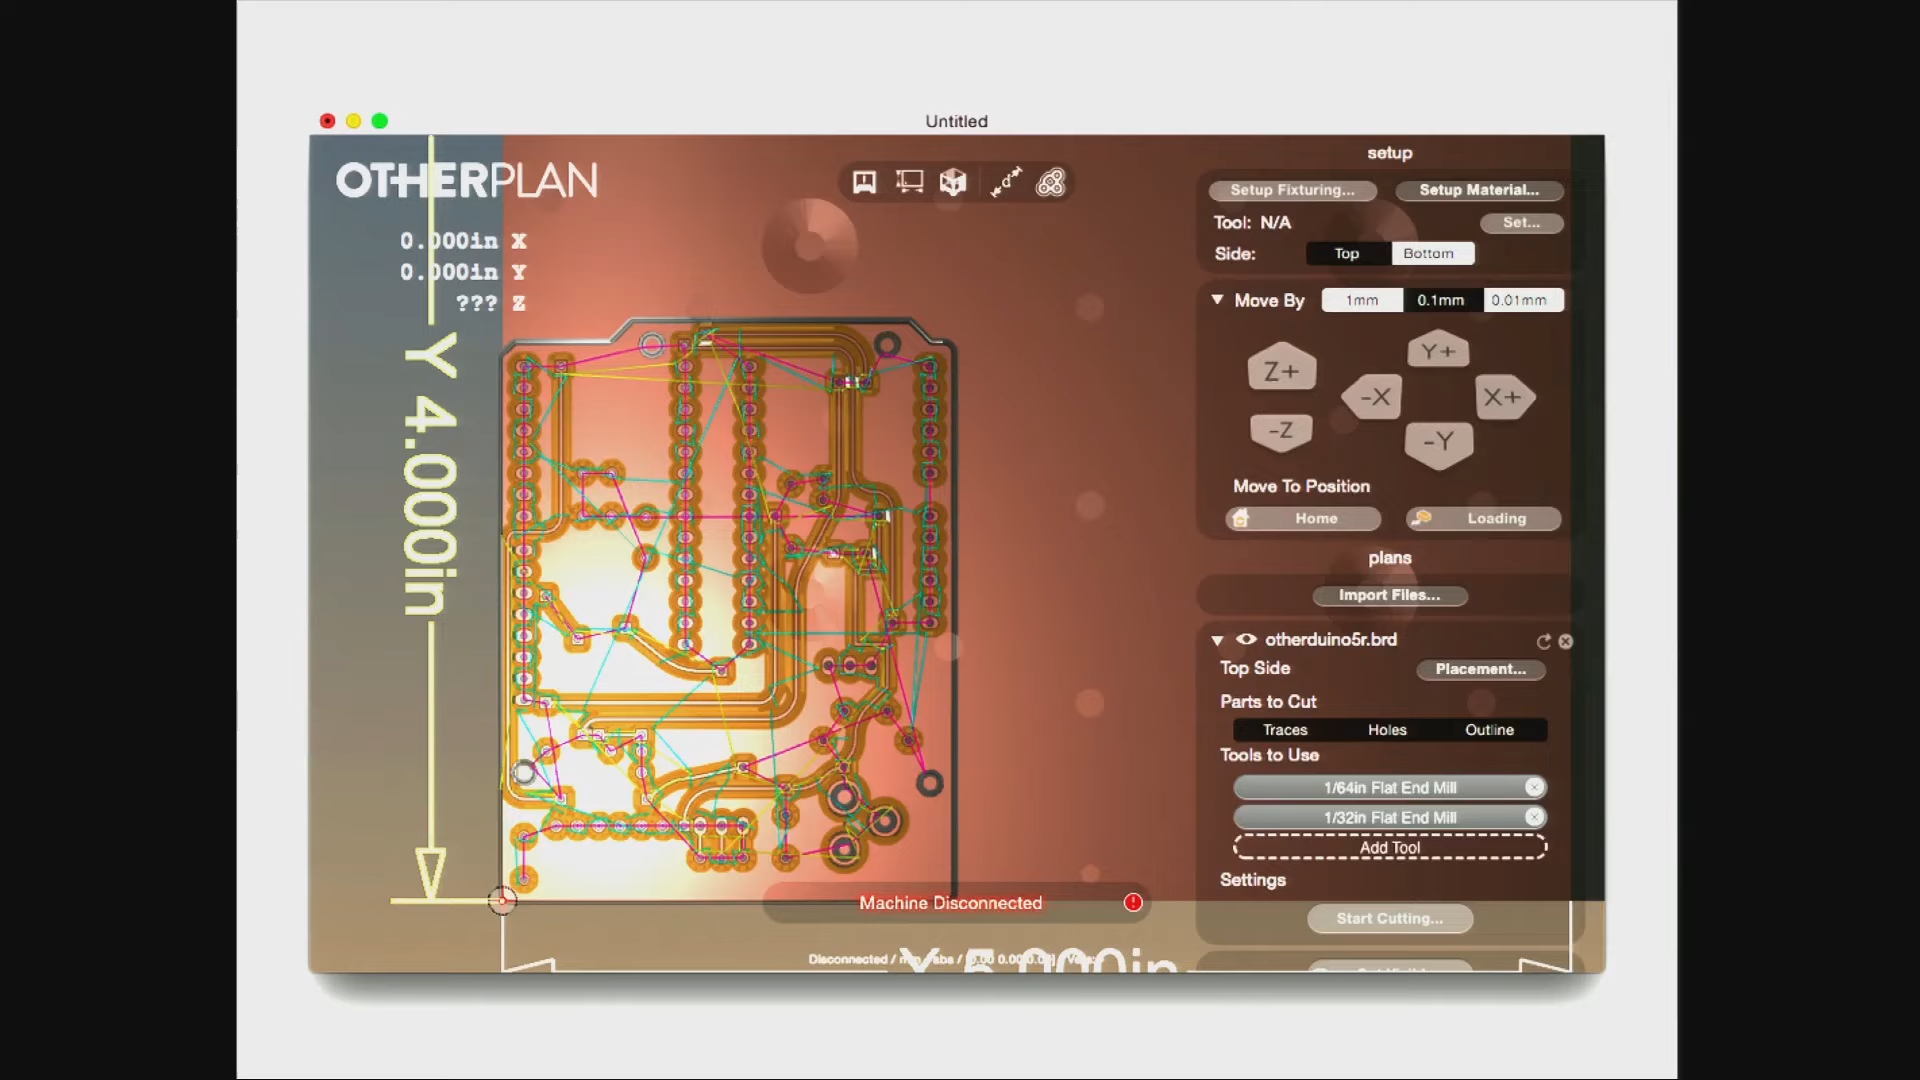 Untitled
OTHERPLAN
setup
Setup Fixturing...
Setup Material...
0.000in X
0.000in Y
??? Z
Tool: N/A
Set...
Side:
Top
Bottom
Move By
1mm
0.1mm
0.01mm
Z+
Y+
-X
X+
-Z
-Y
Y 4.000in
Move To Position
Home
Loading
plans
Import Files...
otherduino5r.brd
Top Side
Placement...
Parts to Cut
Traces
Holes
Outline
Tools to Use
1/64in Flat End Mill
1/32in Flat End Mill
Add Tool
Settings
Machine Disconnected
Start Cutting...
Disconnected /
5.000in